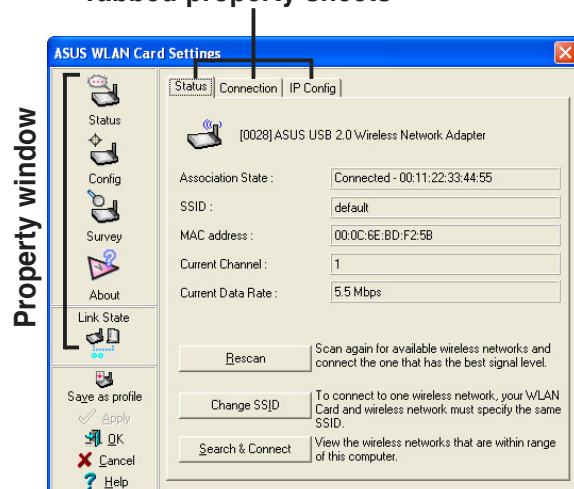 Tabbed property sheets
ASUS WLAN Card Settings
Property window
Status
Config
Survey
About
Link State
Save as profile
Apply
OK
Cancel
Help
Status
Connection
IP Config
[0028] ASUS USB 2.0 Wireless Network Adapter
Association State :
Connected - 00:11:22:33:44:55
SSID :
default
MAC address :
00:0C:6E:BD:F2:5B
Current Channel :
1
Current Data Rate :
5.5 Mbps
Rescan
Scan again for available wireless networks and
connect the one that has the best signal level.
Change SSID
To connect to one wireless network, your WLAN
Card and wireless network must specify the same
SSID.
Search & Connect
View the wireless networks that are within range
of this computer.